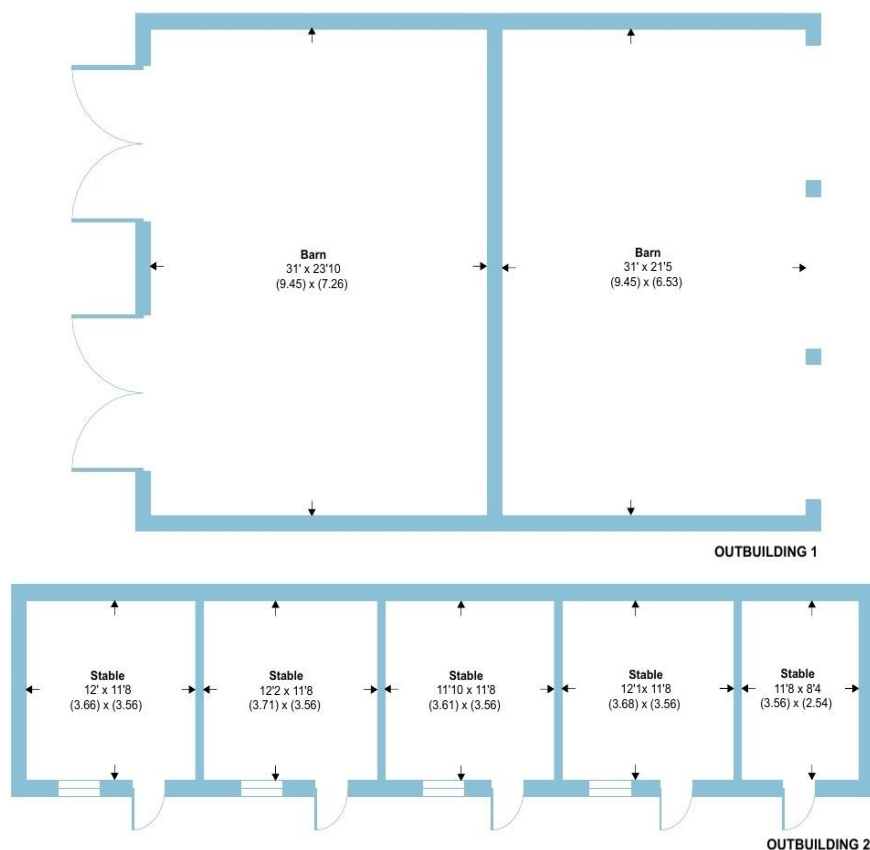 Barn
31' x 23'10
(9.45) x (7.26)
Barn
31' x 21'5
(9.45) x (6.53)
OUTBUILDING 1
Stable
12' x 11'8
(3.66) x (3.56)
Stable
12'2 x 11'8
(3.71) x (3.56)
Stable
11'10 x 11'8
(3.61) x (3.56)
Stable
12'1x 11'8
(3.68) x (3.56)
Stable
11'8 x 8'4
(3.56) x (2.54)
OUTBUILDING 2